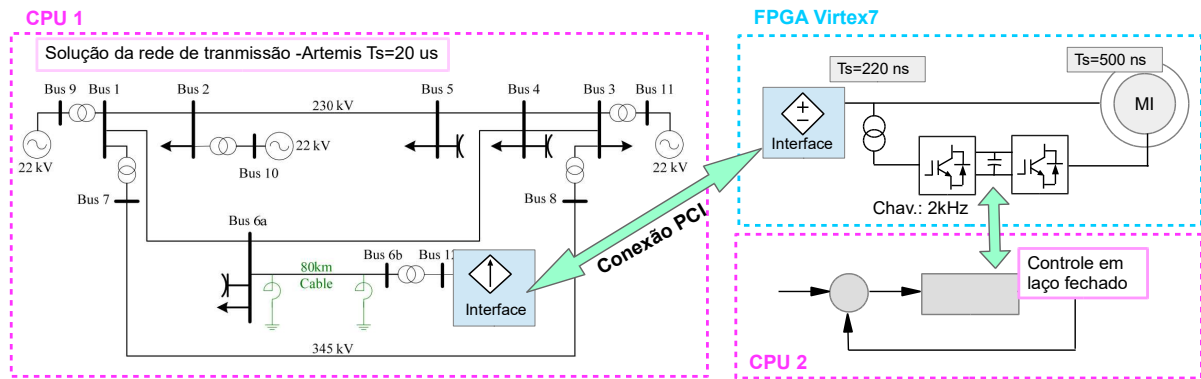 CPU 1
Solução da rede de tranmissão -Artemis Ts=20 us
Bus 9
Bus 1
Bus 2
Bus 5
Bus 4
Bus 3
Bus 11
230 kV
22 kV
22 kV
22 kV
Bus 10
Bus 7
Bus 8
Bus 6a
Bus 6b
80km
Cable
Interface
345 kV
Conexão PCI
FPGA Virtex7
Ts=220 ns
Ts=500 ns
MI
Interface
Chav.: 2kHz
Controle em
laço fechado
CPU 2